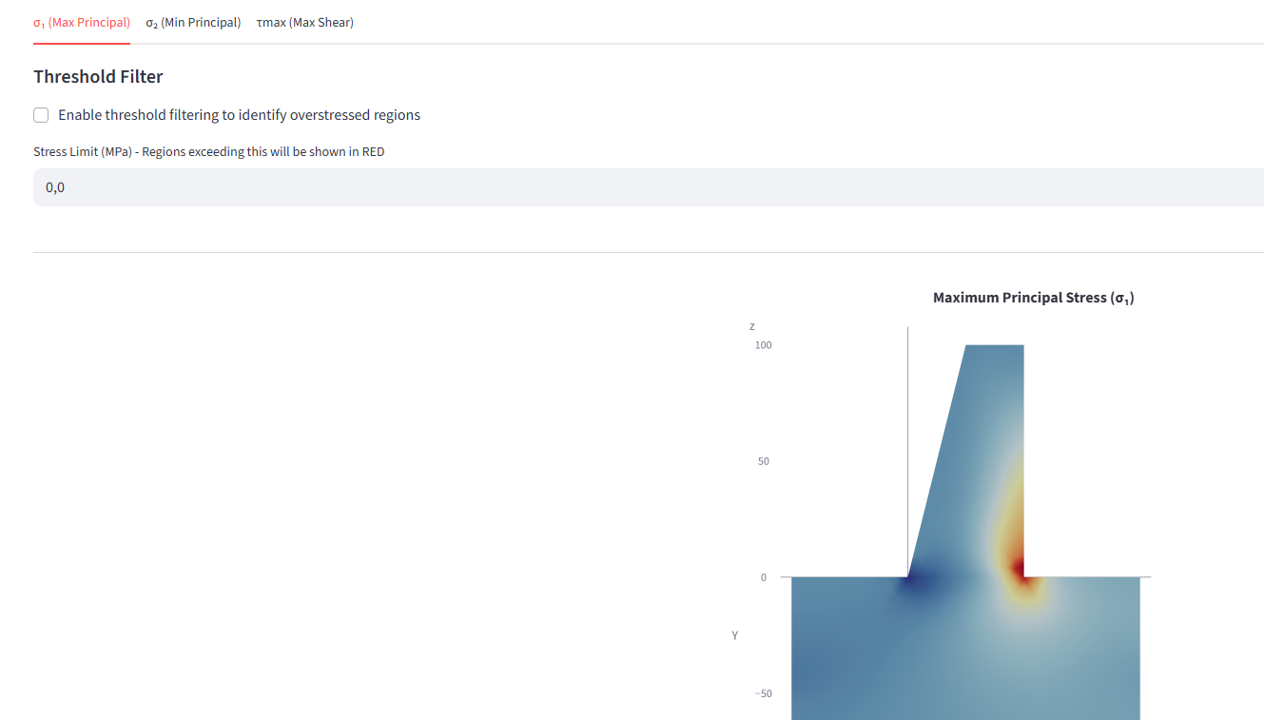 σ₁ (Max Principal) σ₂ (Min Principal) τmax (Max Shear)
Threshold Filter
Enable threshold filtering to identify overstressed regions
Stress Limit (MPa) - Regions exceeding this will be shown in RED
0,0
Maximum Principal Stress (σ₁)
z
100
50
0
Y
−50